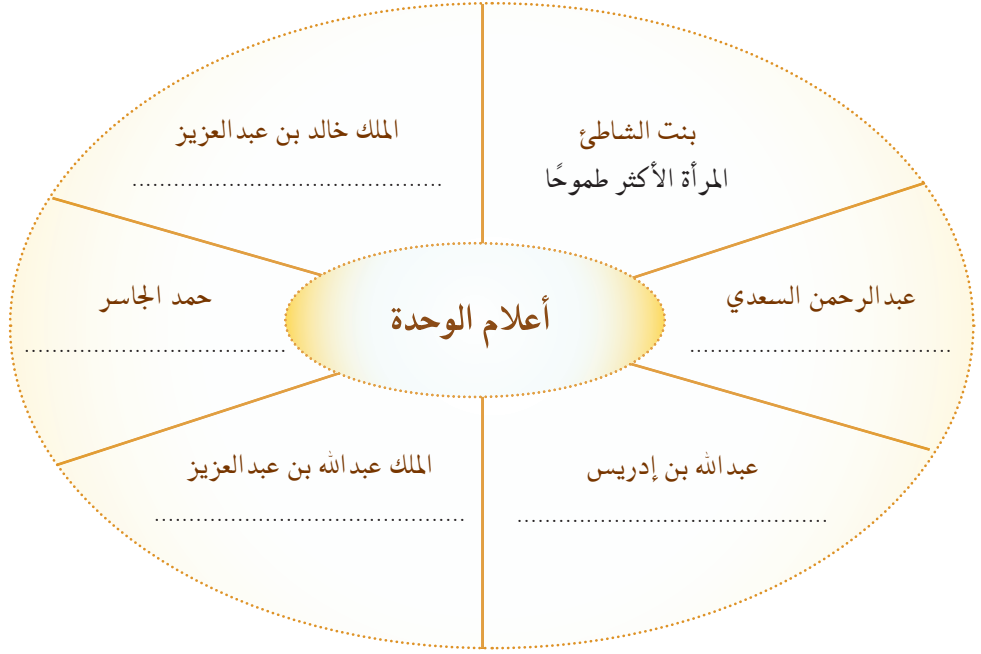 بنت الشاطئ
المرأة الأكثر طموحًا
الملك خالد بن عبدالعزيز
................................................
عبدالرحمن السعدي
................................................
أعلام الوحدة
حمد الجاسر
................................................
عبدالله بن إدريس
................................................
الملك عبدالله بن عبدالعزيز
................................................